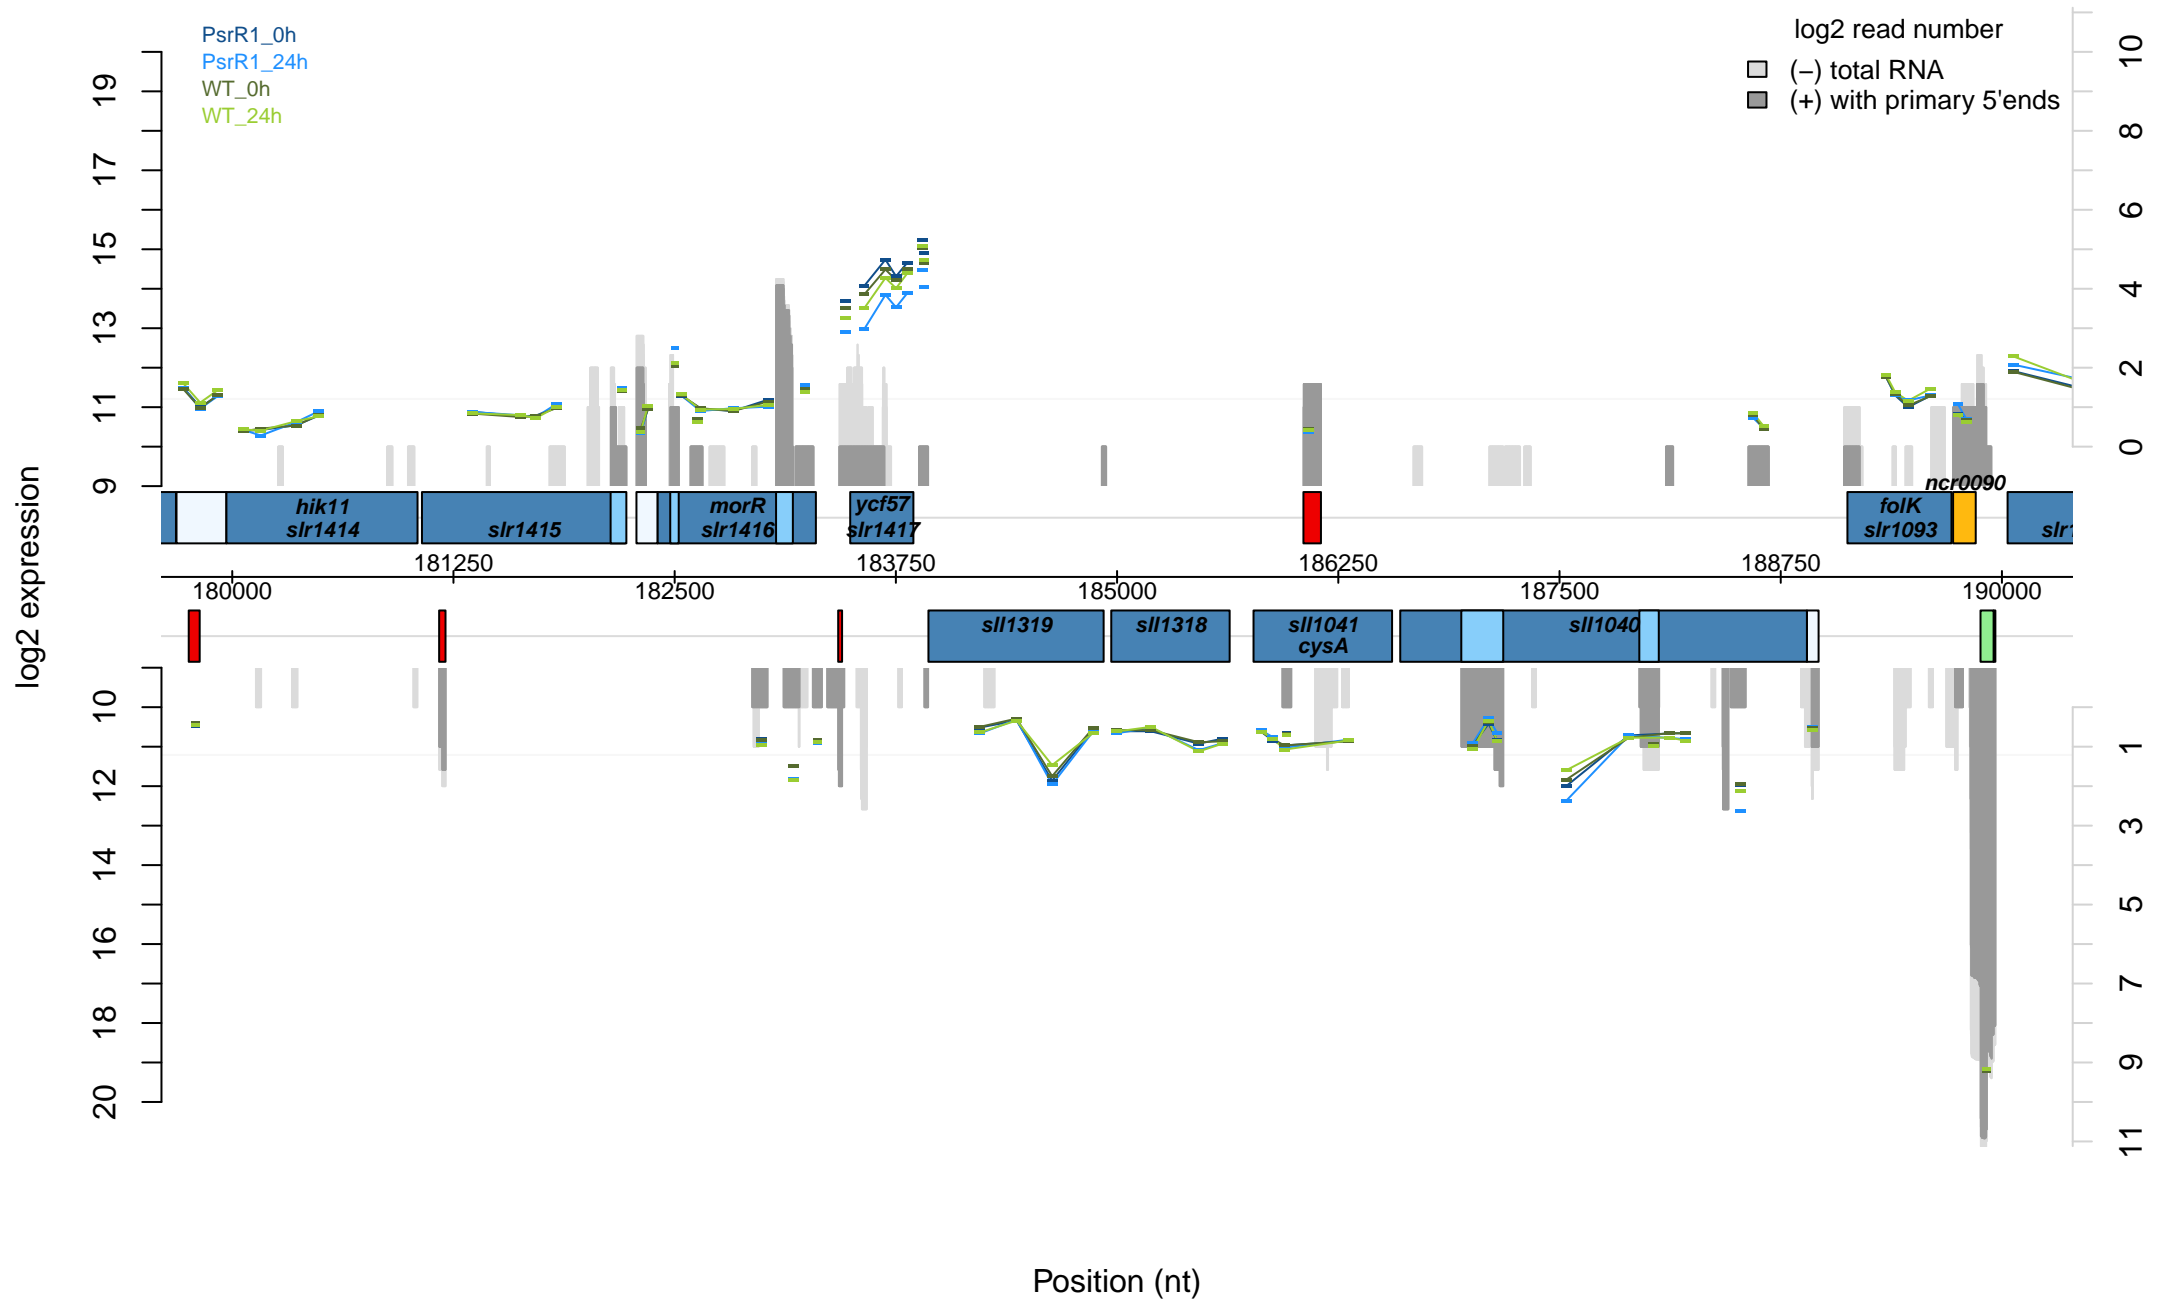 PsrR1_0h
PsrR1_24h
WT_0h
WT_24h
log2 read number
(−) total RNA
(+) with primary 5'ends
19
17
15
13
11
9
10
8
6
4
2
0
log2 expression
hik11
slr1414
slr1415
morR
slr1416
ycf57
slr1417
folK
slr1093
ncr0090
slr1
181250
183750
186250
188750
180000
182500
185000
187500
190000
sll1319
sll1318
sll1041
cysA
sll1040
10
12
14
16
18
20
1
3
5
7
9
11
Position (nt)